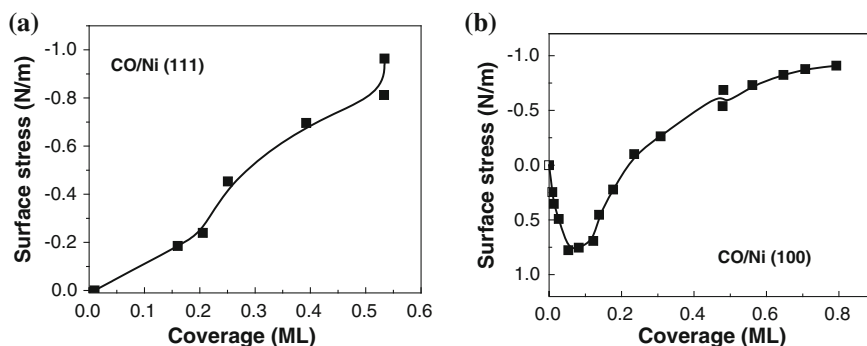 (a)
CO/Ni (111)
Surface stress (N/m)
-1.0
-0.8
-0.6
-0.4
-0.2
0.0
0.0 0.1 0.2 0.3 0.4 0.5 0.6
Coverage (ML)
(b)
Surface stress (N/m)
-1.0
-0.5
0.0
0.5
1.0
CO/Ni (100)
0.0 0.2 0.4 0.6 0.8
Coverage (ML)